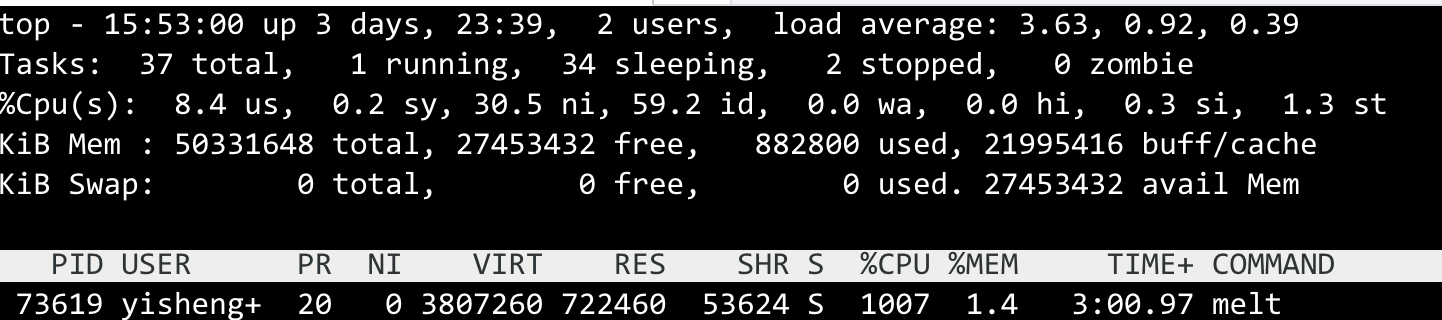 top - 15:53:00 up 3 days, 23:39,  2 users,  load average: 3.63, 0.92, 0.39
Tasks:  37 total,   1 running,  34 sleeping,   2 stopped,   0 zombie
%Cpu(s):  8.4 us,  0.2 sy, 30.5 ni, 59.2 id,  0.0 wa,  0.0 hi,  0.3 si,  1.3 st
KiB Mem : 50331648 total, 27453432 free,   882800 used, 21995416 buff/cache
KiB Swap:        0 total,        0 free,        0 used. 27453432 avail Mem
PID USER      PR  NI    VIRT    RES    SHR S  %CPU %MEM     TIME+ COMMAND
73619 yisheng+  20   0 3807260 722460  53624 S  1007  1.4   3:00.97 melt